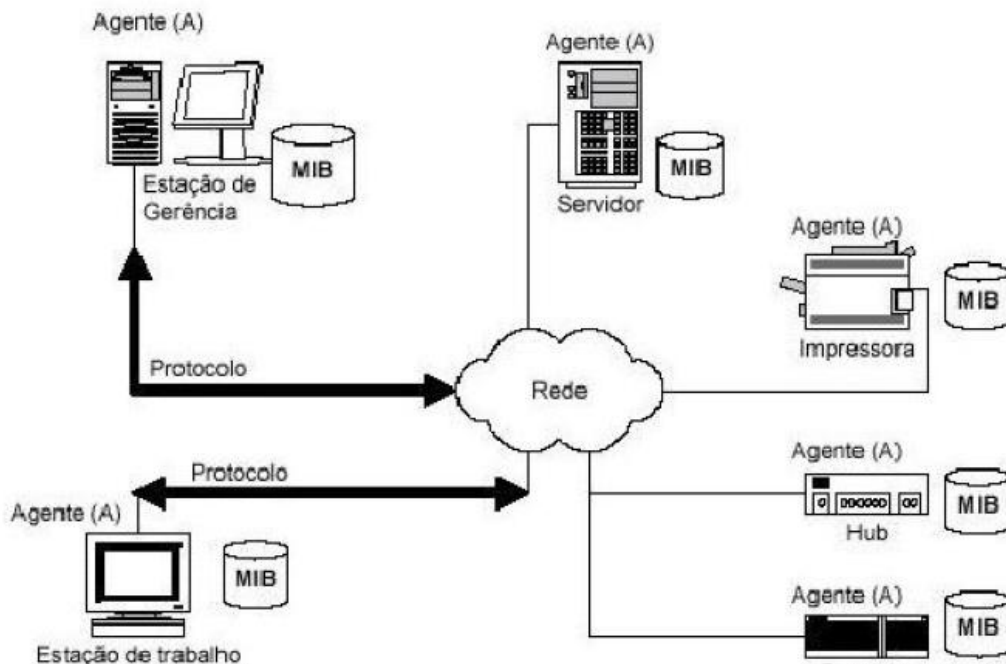 Agente (A)
MIB
Estação de
Gerência
Agente (A)
MIB
Servidor
Agente (A)
MIB
Impressora
Protocolo
Rede
Protocolo
Agente (A)
MIB
Estação de trabalho
Agente (A)
MIB
Hub
Agente (A)
MIB